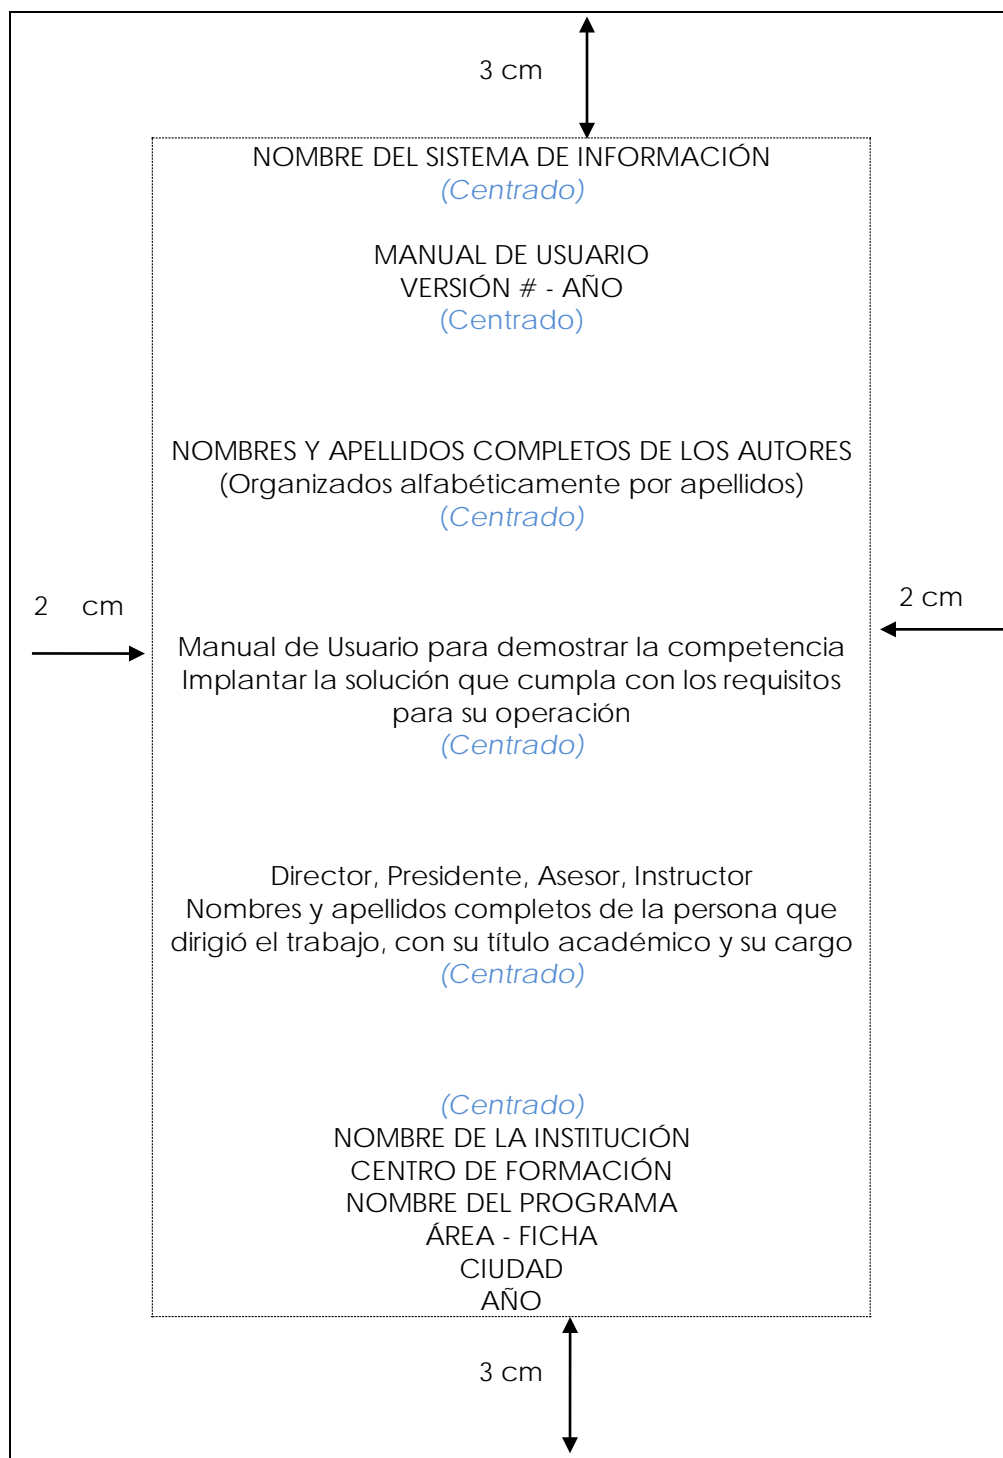 3 cm
NOMBRE DEL SISTEMA DE INFORMACIÓN
(Centrado)
MANUAL DE USUARIO
VERSIÓN # - AÑO
(Centrado)
NOMBRES Y APELLIDOS COMPLETOS DE LOS AUTORES
(Organizados alfabéticamente por apellidos)
(Centrado)
2 cm
2 cm
Manual de Usuario para demostrar la competencia
Implantar la solución que cumpla con los requisitos
para su operación
(Centrado)
Director, Presidente, Asesor, Instructor
Nombres y apellidos completos de la persona que
dirigió el trabajo, con su título académico y su cargo
(Centrado)
(Centrado)
NOMBRE DE LA INSTITUCIÓN
CENTRO DE FORMACIÓN
NOMBRE DEL PROGRAMA
ÁREA - FICHA
CIUDAD
AÑO
3 cm